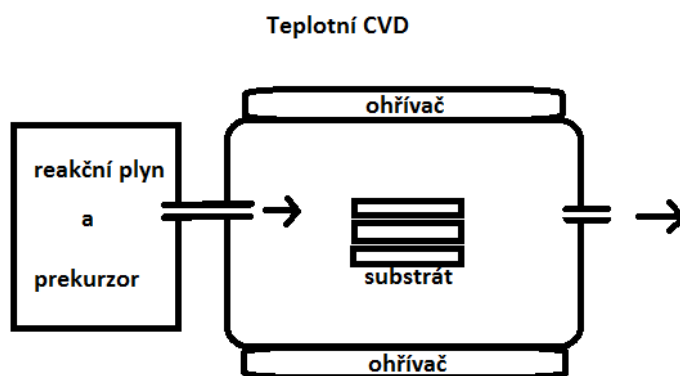 Teplotní CVD
ohřívač
reakční plyn
a
prekurzor
substrát
ohřívač